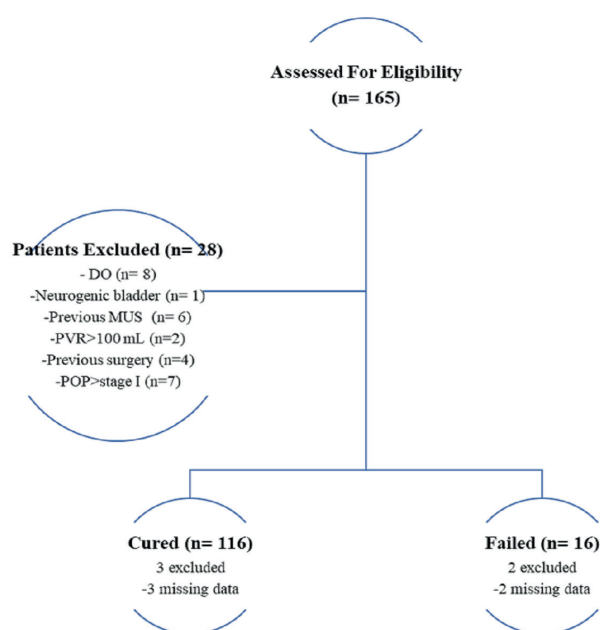 Assessed For Eligibility
(n= 165)
Patients Excluded (n= 28)
- DO (n= 8)
-Neurogenic bladder (n= 1)
-Previous MUS (n= 6)
-PVR>100 mL (n=2)
-Previous surgery (n=4)
-POP>stage I (n=7)
Cured (n= 116)
3 excluded
-3 missing data
Failed (n= 16)
2 excluded
-2 missing data